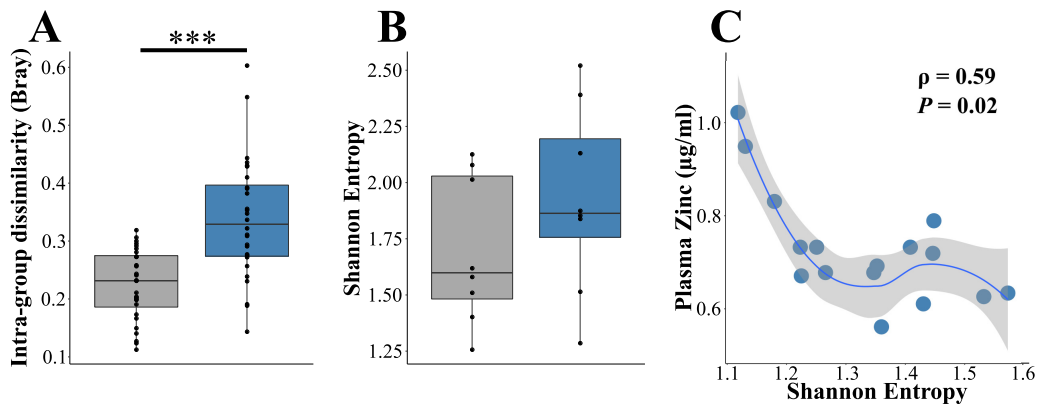 A
Intra-group dissimilarity (Bray)
0.6
0.5
0.4
0.3
0.2
0.1
***
B
Shannon Entropy
2.50
2.25
2.00
1.75
1.50
1.25
C
Plasma Zinc (μg/ml)
1.0
0.8
0.6
ρ = 0.59
P = 0.02
1.1 1.2 1.3 1.4 1.5 1.6
Shannon Entropy